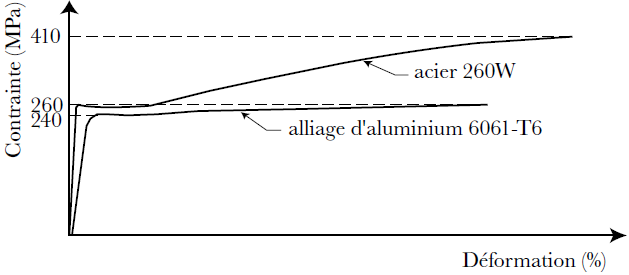 Contrainte (MPa)
410
acier 260W
260
240
alliage d'aluminium 6061-T6
Déformation (%)